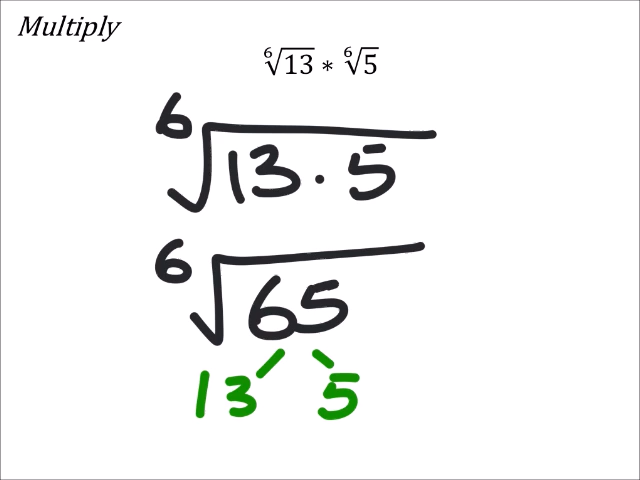 Multiply
⁶√13 * ⁶√5
⁶√13 · 5
⁶√65
13 5